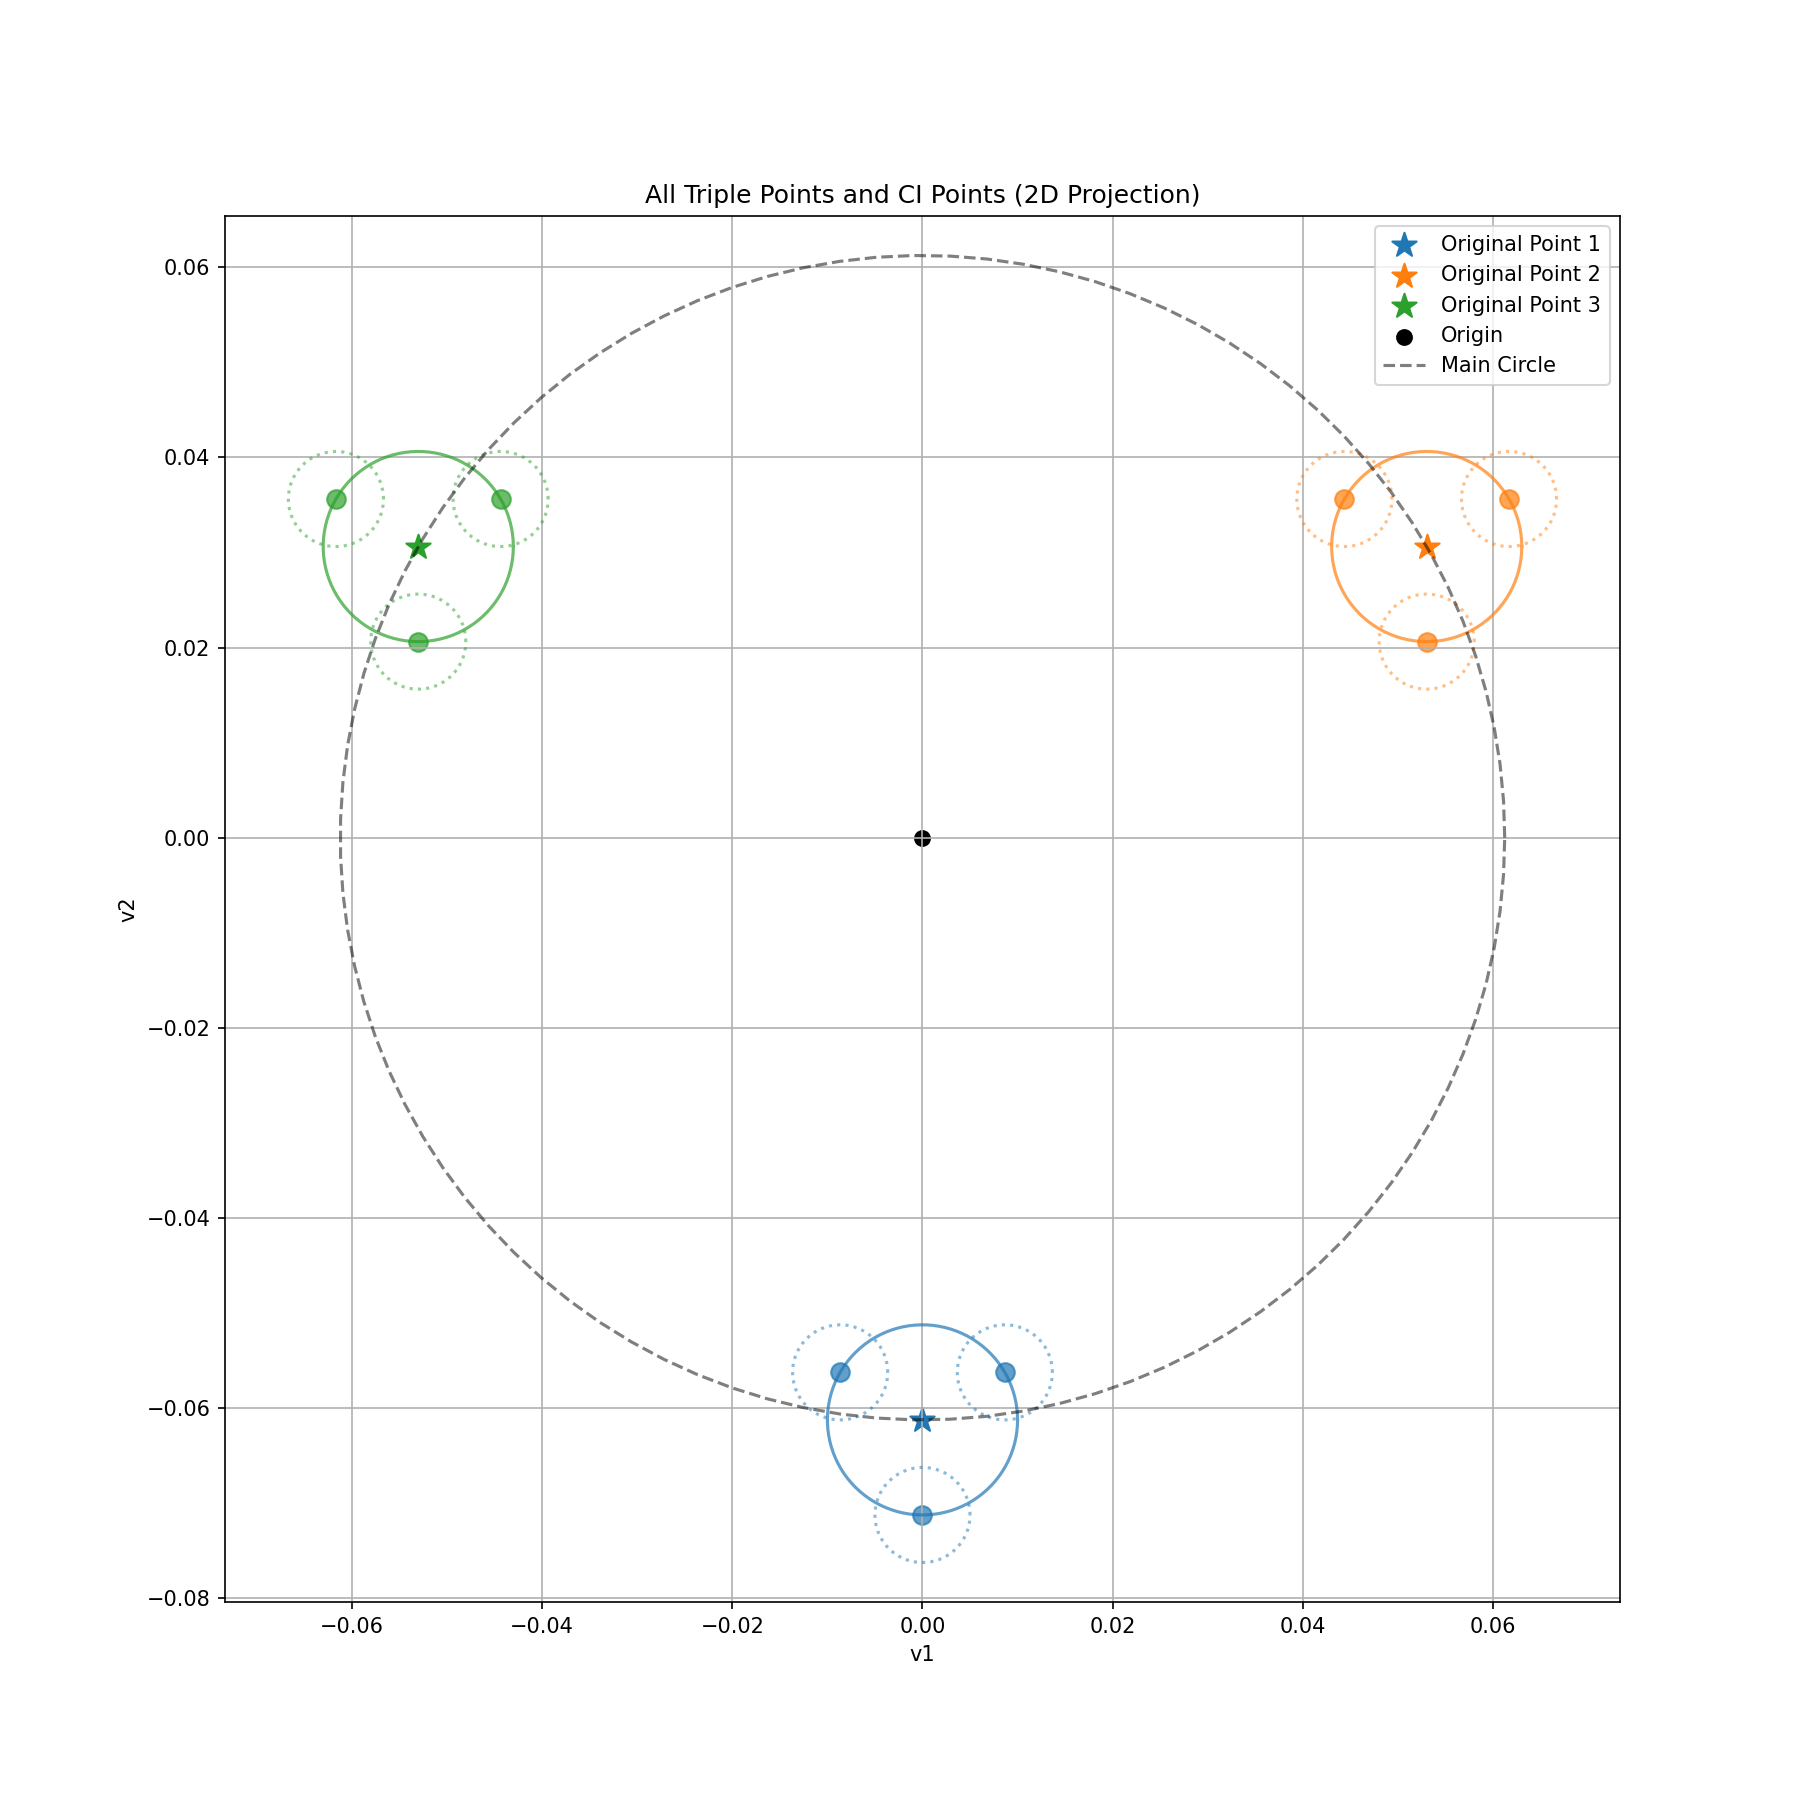 All Triple Points and CI Points (2D Projection)
Original Point 1
Original Point 2
Original Point 3
Origin
Main Circle
0.06
0.04
0.02
0.00
−0.02
−0.04
−0.06
−0.08
v2
−0.06 −0.04 −0.02 0.00 0.02 0.04 0.06
v1